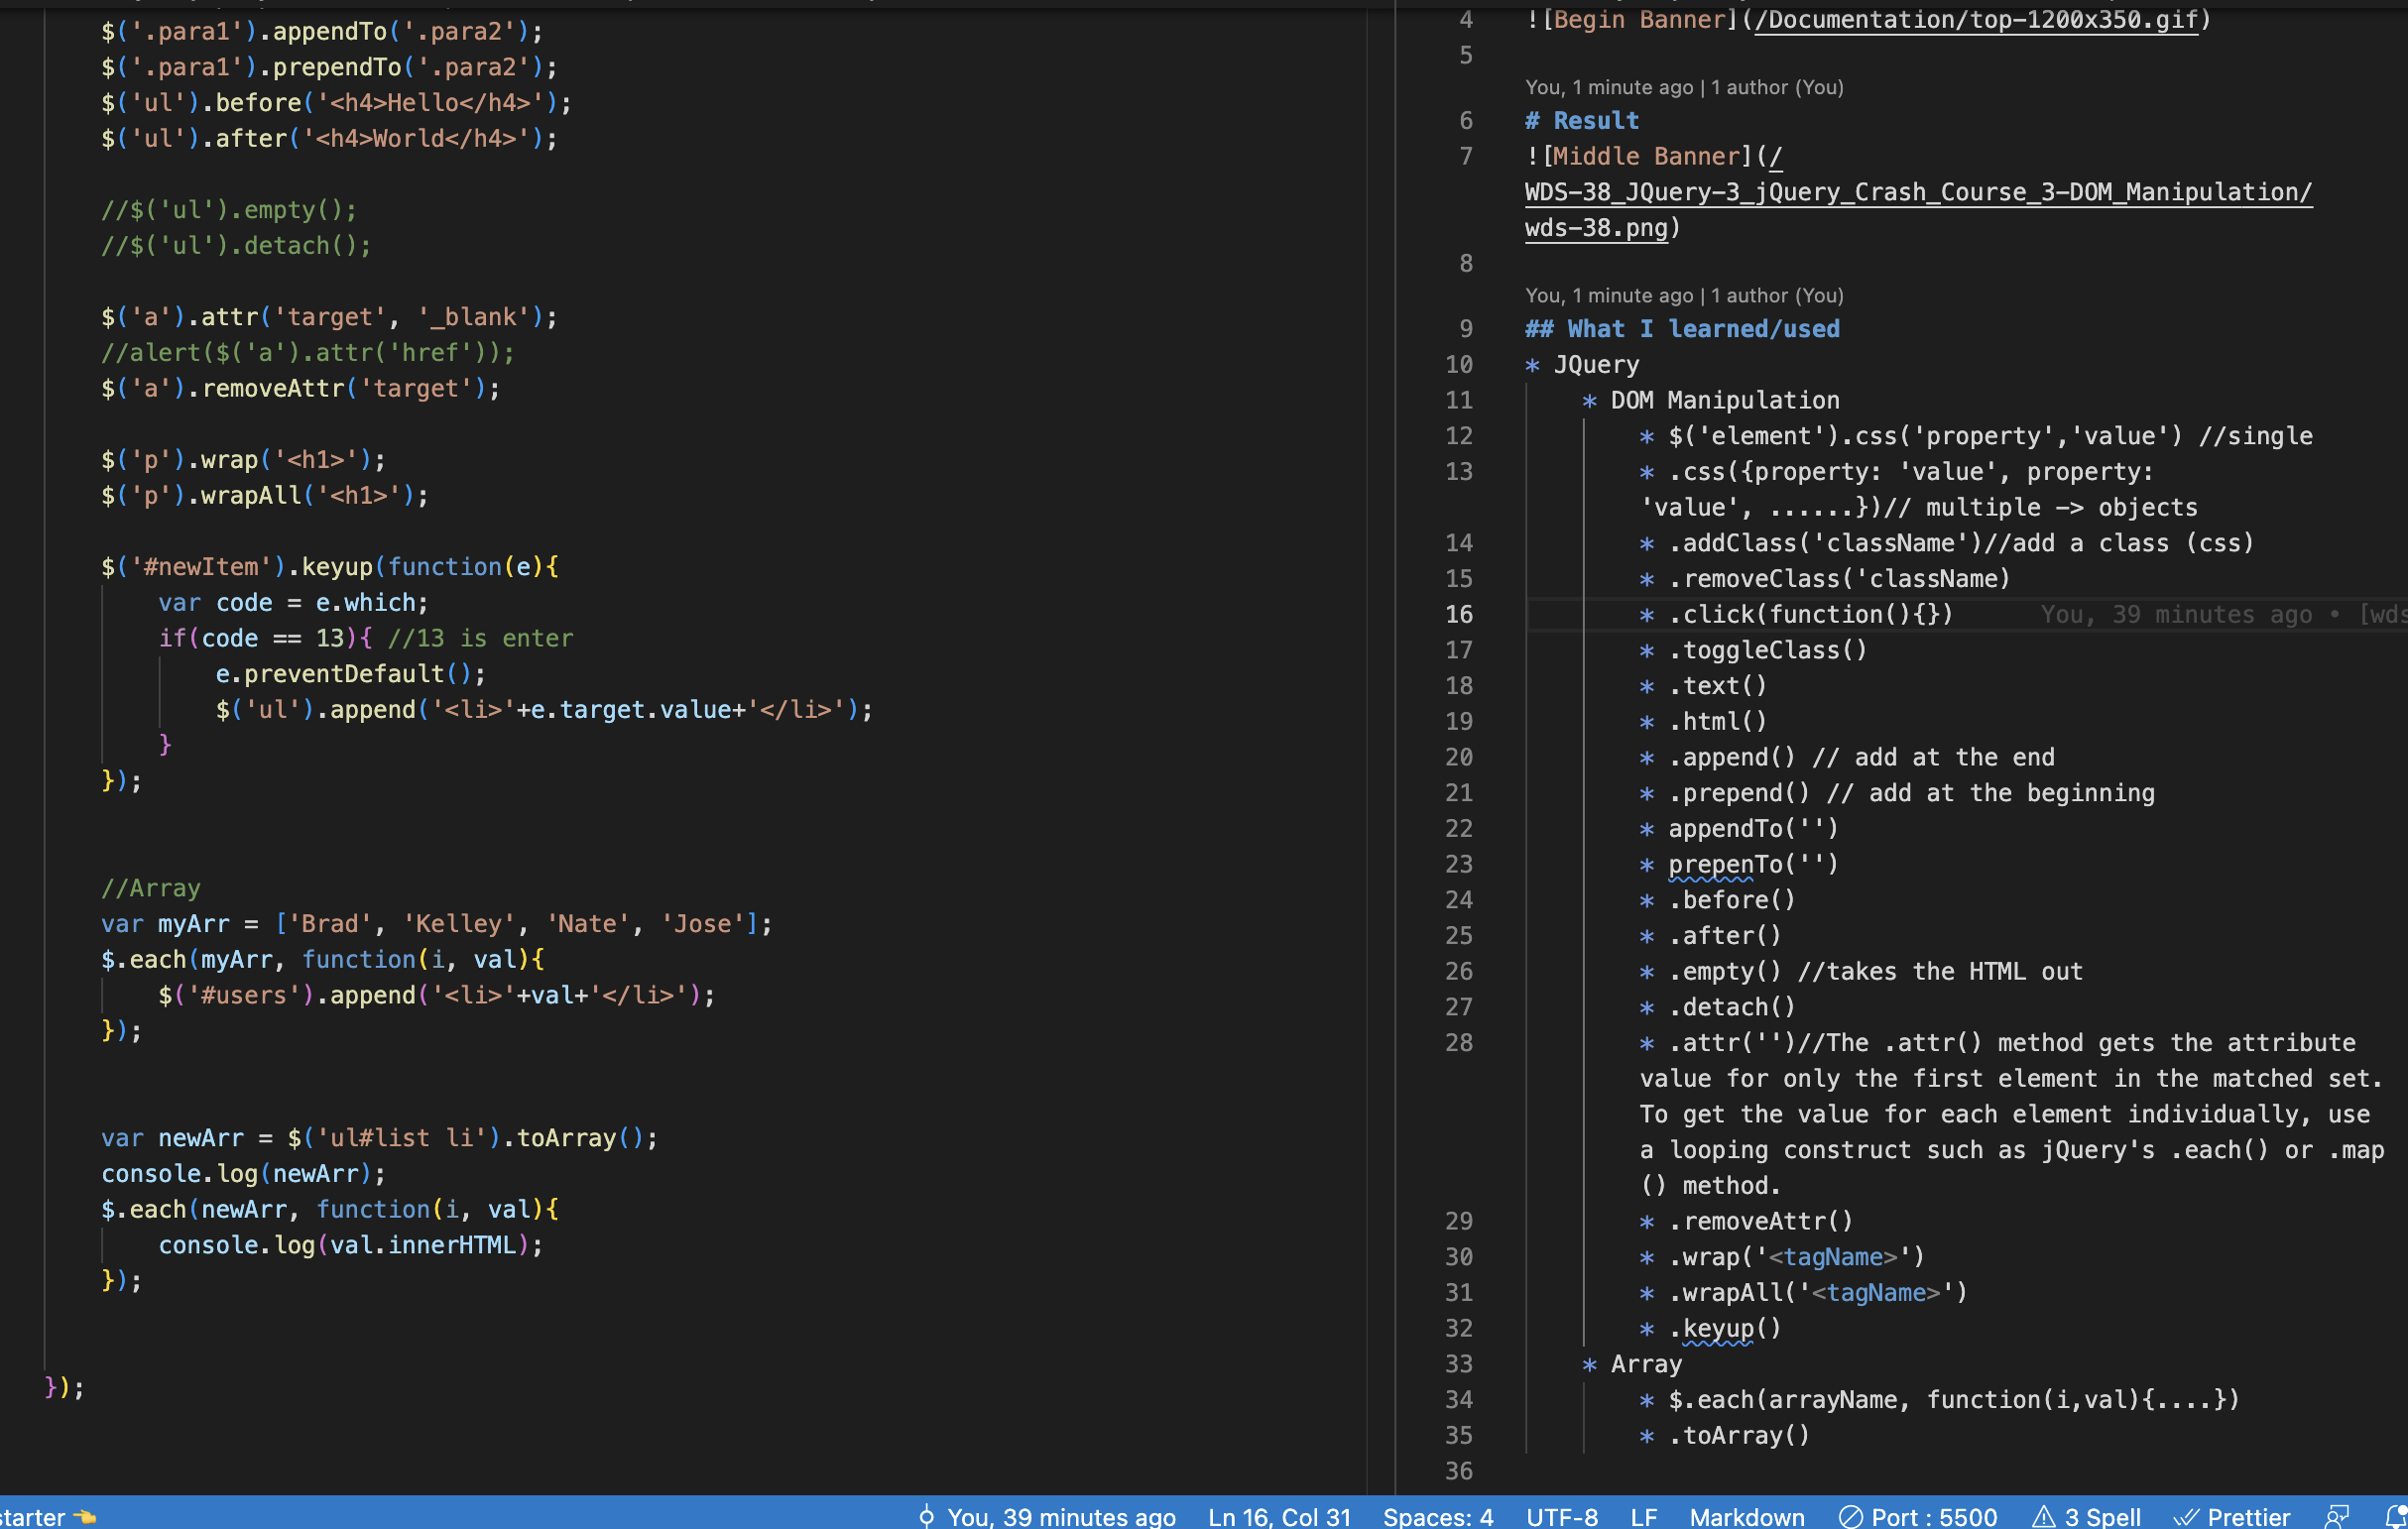 $('.para1').appendTo('.para2');
$('.para1').prependTo('.para2');
$('ul').before('<h4>Hello</h4>');
$('ul').after('<h4>World</h4>');
//$('ul').empty();
//$('ul').detach();
$('a').attr('target', '_blank');
//alert($('a').attr('href'));
$('a').removeAttr('target');
$('p').wrap('<h1>');
$('p').wrapAll('<h1>');
$('#newItem').keyup(function(e){
var code = e.which;
if(code == 13){ //13 is enter
e.preventDefault();
$('ul').append('<li>'+e.target.value+'</li>');
}
});
//Array
var myArr = ['Brad', 'Kelley', 'Nate', 'Jose'];
$.each(myArr, function(i, val){
$('#users').append('<li>'+val+'</li>');
});
var newArr = $('ul#list li').toArray();
console.log(newArr);
$.each(newArr, function(i, val){
console.log(val.innerHTML);
});
});
4 ![Begin Banner](/Documentation/top-1200x350.gif)
5
You, 1 minute ago | 1 author (You)
6 # Result
7 ![Middle Banner](/
WDS-38_JQuery-3_jQuery_Crash_Course_3-DOM_Manipulation/
wds-38.png)
8
You, 1 minute ago | 1 author (You)
9 ## What I learned/used
10 * JQuery
11 * DOM Manipulation
12 * $('element').css('property','value') //single
13 * .css({property: 'value', property:
'value', ......})// multiple -> objects
14 * .addClass('className')//add a class (css)
15 * .removeClass('className)
16 * .click(function(){}) You, 39 minutes ago • [wds
17 * .toggleClass()
18 * .text()
19 * .html()
20 * .append() // add at the end
21 * .prepend() // add at the beginning
22 * appendTo('')
23 * prepenTo('')
24 * .before()
25 * .after()
26 * .empty() //takes the HTML out
27 * .detach()
28 * .attr('')//The .attr() method gets the attribute
value for only the first element in the matched set.
To get the value for each element individually, use
a looping construct such as jQuery's .each() or .map
() method.
29 * .removeAttr()
30 * .wrap('<tagName>')
31 * .wrapAll('<tagName>')
32 * .keyup()
33 * Array
34 * $.each(arrayName, function(i,val){....})
35 * .toArray()
36
starter You, 39 minutes ago Ln 16, Col 31 Spaces: 4 UTF-8 LF Markdown Port : 5500 3 Spell Prettier